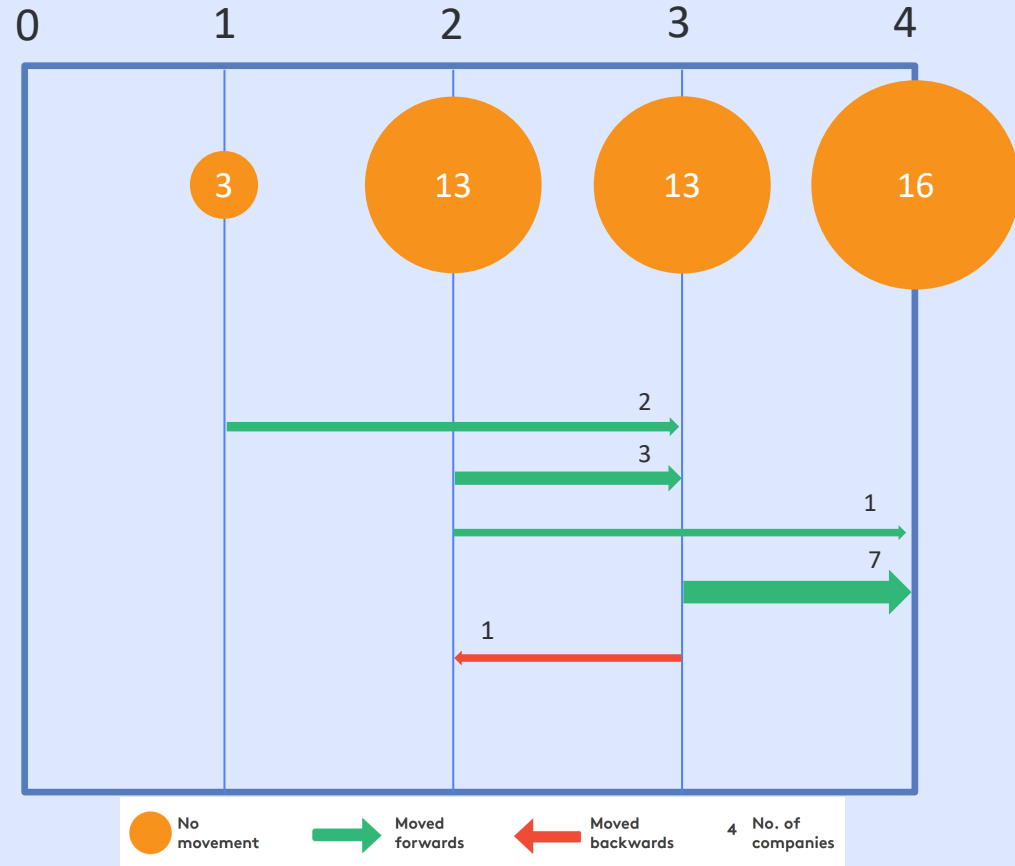 0 1 2 3 4
3 13 13 16
2
3
1
7
1
No movement
Moved forwards
Moved backwards
4 No. of companies